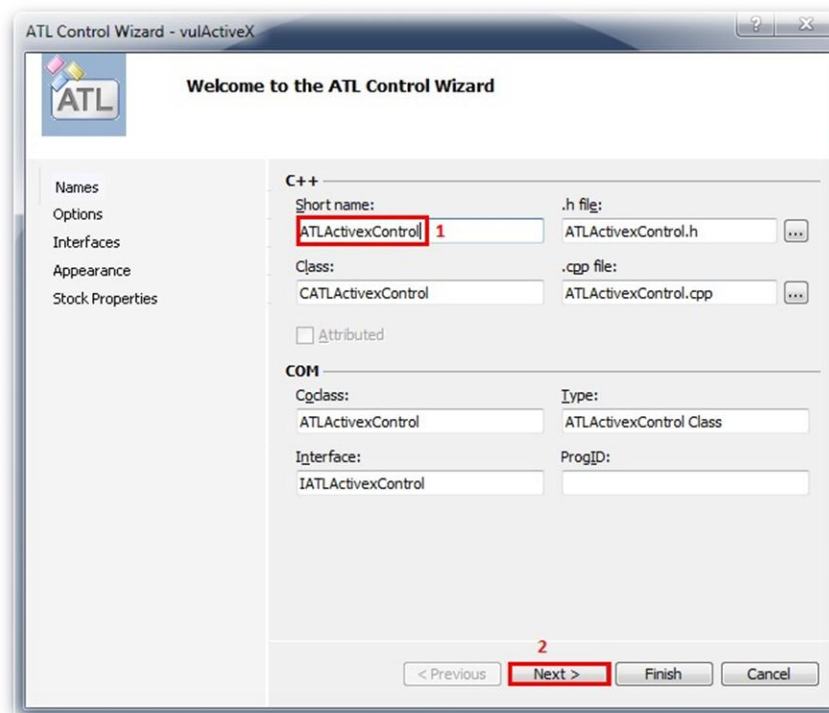 ATL Control Wizard - vulActiveX
ATL
Welcome to the ATL Control Wizard
Names
Options
Interfaces
Appearance
Stock Properties
C++
Short name:
.h file:
ATLActivexControl 1
ATLActivexControl.h
...
Class:
.cpp file:
CATLActivexControl
ATLActivexControl.cpp
...
Attributed
COM
Coclass:
Type:
ATLActivexControl
ATLActivexControl Class
Interface:
ProgID:
IATLActivexControl
2
< Previous
Next >
Finish
Cancel